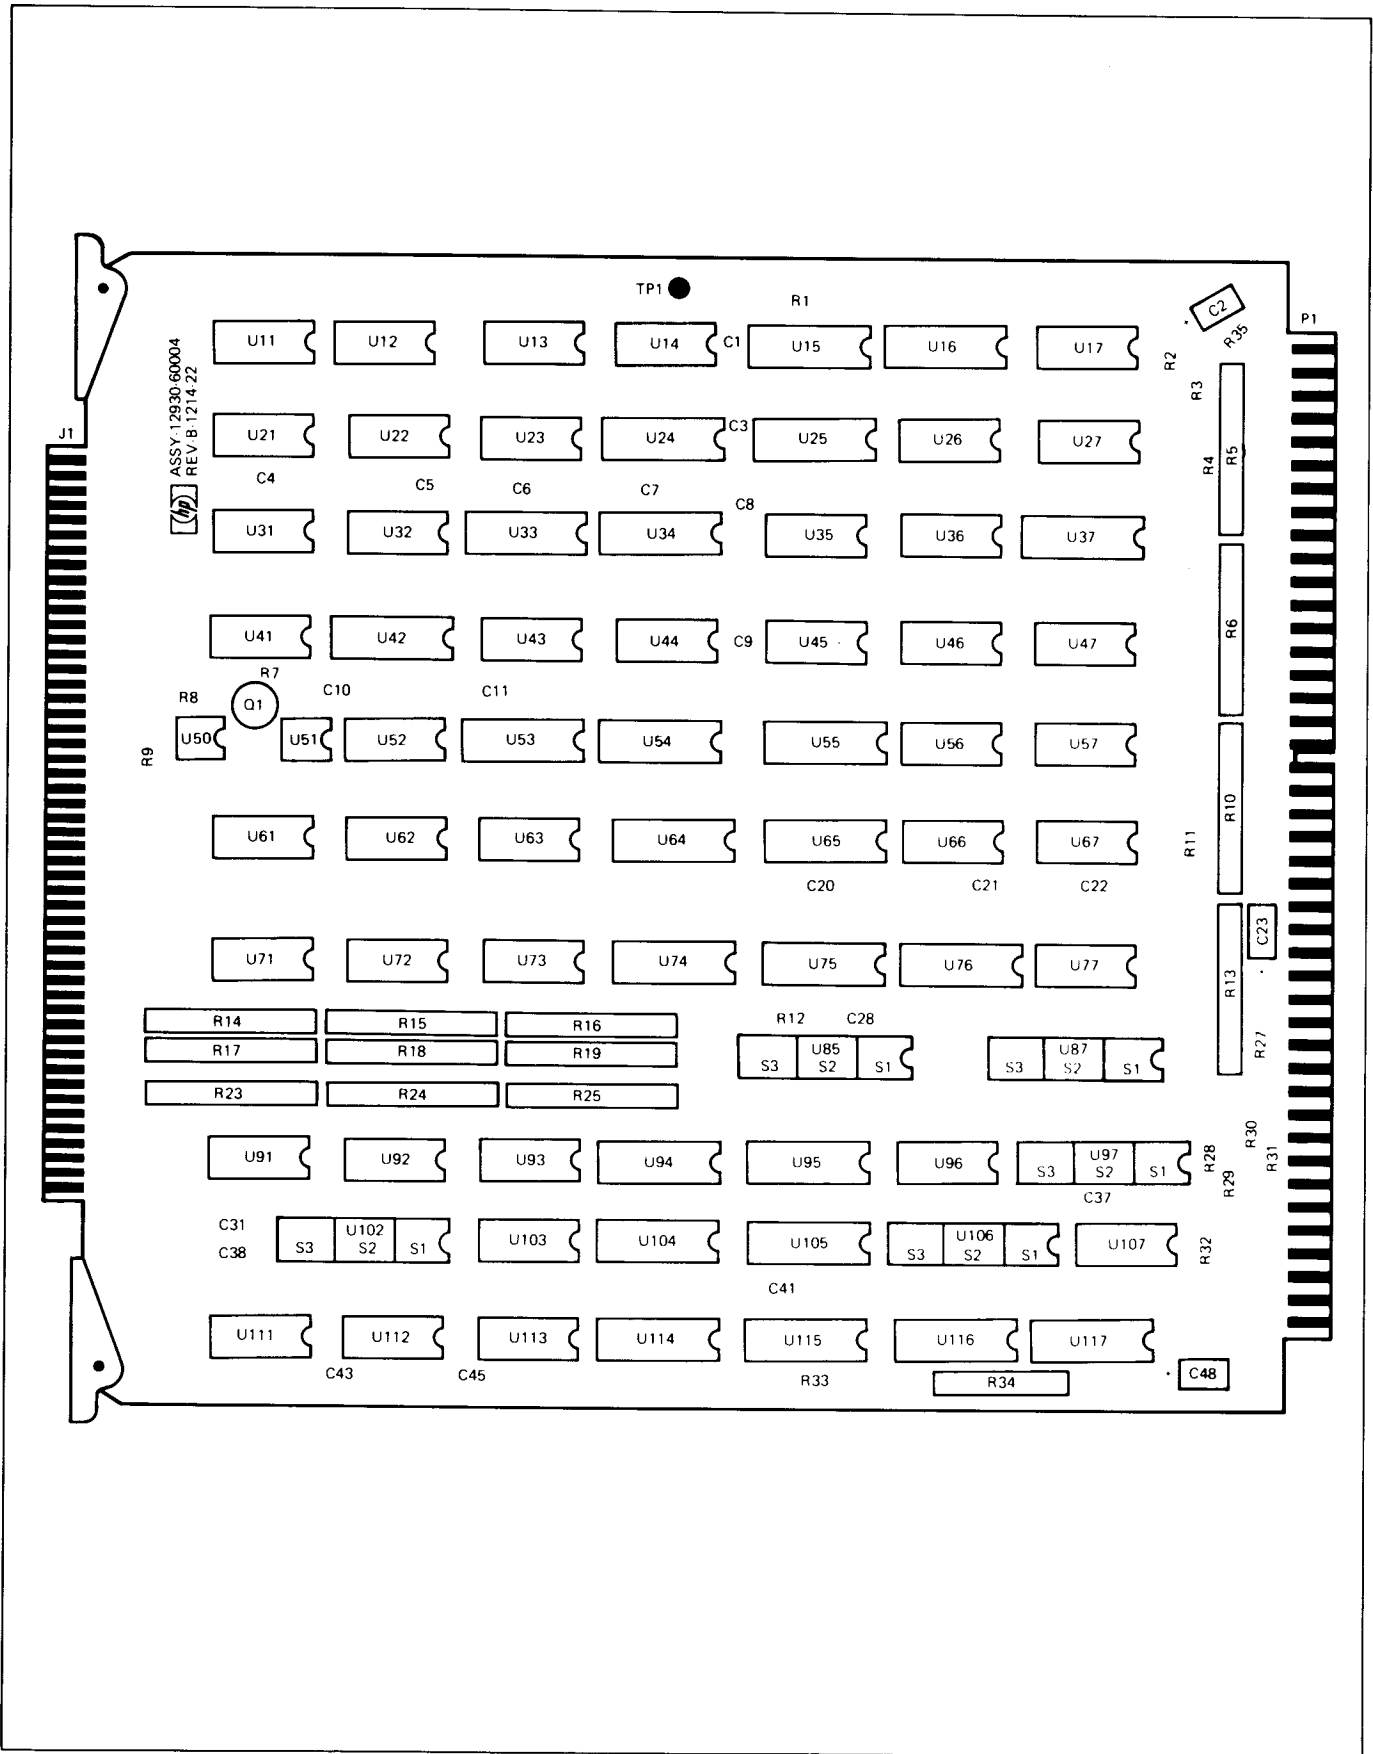 TP1
R1
C2
P1
R35
U11 U12 U13 U14 C1 U15 U16 U17
R2
R3
ASSY-12930-60004
REV-B-1214-22
hp
J1
U21 U22 U23 U24 C3 U25 U26 U27
R4
R5
C4 C5 C6 C7 C8
U31 U32 U33 U34 U35 U36 U37
U41 U42 U43 U44 C9 U45 U46 U47
R6
R7
R8 Q1 C10 C11
R9
U50 U51 U52 U53 U54 U55 U56 U57
R10
R11
U61 U62 U63 U64 U65 U66 U67
C20 C21 C22
C23
U71 U72 U73 U74 U75 U76 U77
R13
R14 R15 R16 R12 C28
R17 R18 R19
S3 U85 S2 S1
S3 U87 S2 S1
R27
R23 R24 R25
R30
R31
U91 U92 U93 U94 U95 U96
S3 U97 S2 S1
R28
R29
C37
C31
C38
S3 U102 S2 S1
U103 U104 U105
S3 U106 S2 S1
U107
R32
C41
U111 U112 U113 U114 U115 U116 U117
C43 C45 R33 R34 C48